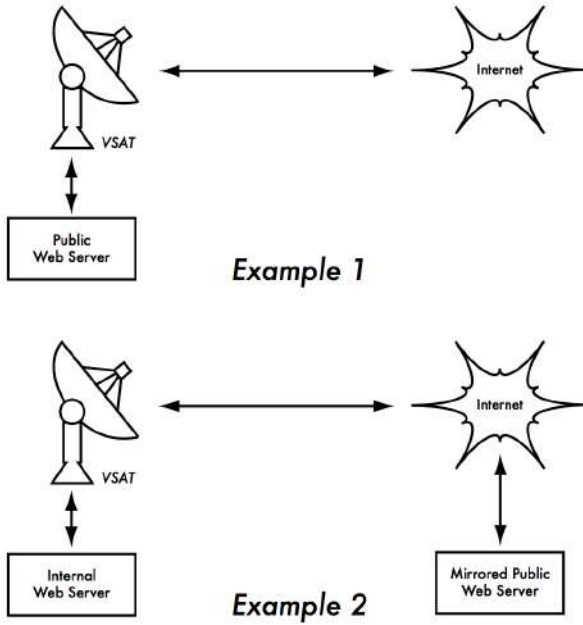 Internet
VSAT
Public
Web Server
Example 1
Internet
VSAT
Internal
Web Server
Mirrored Public
Web Server
Example 2